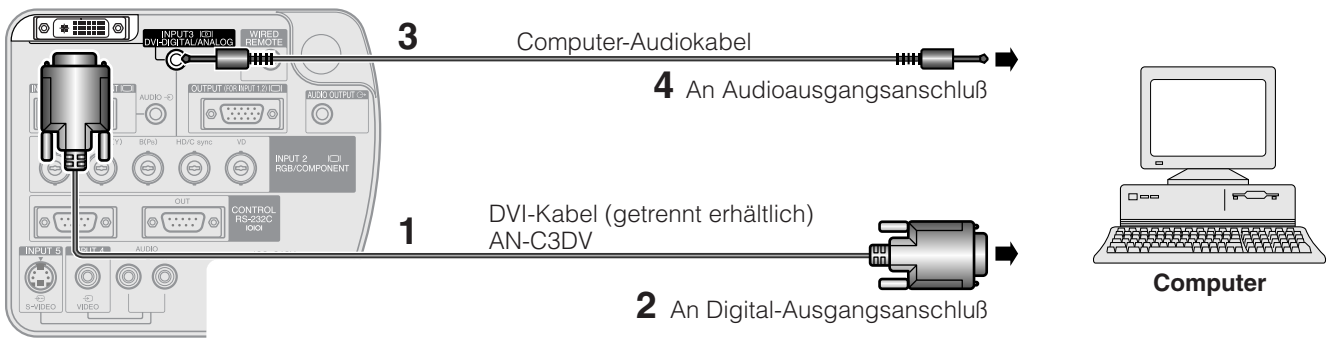 INPUT3
DVI-DIGITAL/ANALOG
WIRED
REMOTE
3 Computer-Audiokabel
4 An Audioausgangsanschluß
AUDIO
OUTPUT (FOR INPUT 1,2)
AUDIO OUTPUT
B(PB) HD/C sync VD
INPUT 2
RGB/COMPONENT
OUT
CONTROL
RS-232C
1 DVI-Kabel (getrennt erhältlich)
AN-C3DV
2 An Digital-Ausgangsanschluß
INPUT 5
AUDIO
S-VIDEO VIDEO
Computer